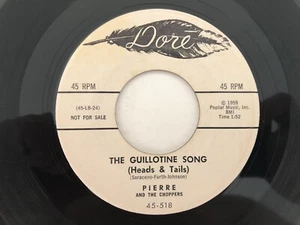 Doré
45 RPM
45 RPM
(45-LB-24)
NOT FOR SALE
© 1959
Poplar Music, Inc.
BMI
Time 1:52
THE GUILLOTINE SONG
(Heads & Tails)
(Saraceno-Furth-Johnson)
PIERRE
AND THE CHOPPERS
45-518